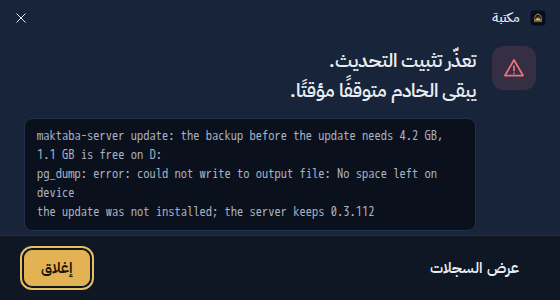 مكتبة
تعذّر تثبيت التحديث.
يبقى الخادم متوقفًا مؤقتًا.
maktaba-server update: the backup before the update needs 4.2 GB,
1.1 GB is free on D:
pg_dump: error: could not write to output file: No space left on
device
the update was not installed; the server keeps 0.3.112
عرض السجلات
إغلاق